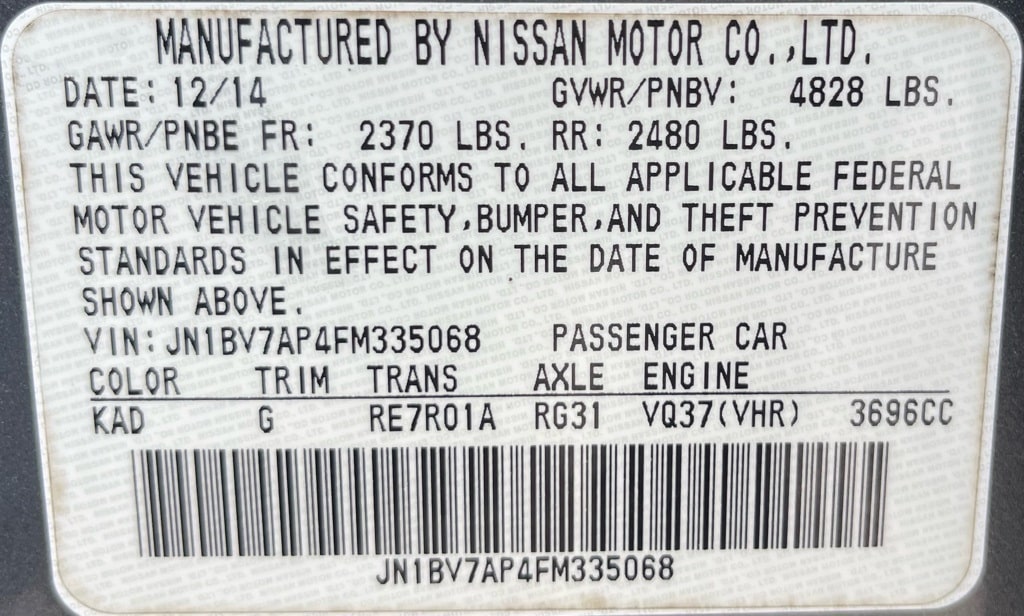 MANUFACTURED BY NISSAN MOTOR CO.,LTD.
DATE: 12/14 GVWR/PNBV: 4828 LBS.
GAWR/PNBE FR: 2370 LBS. RR: 2480 LBS.
THIS VEHICLE CONFORMS TO ALL APPLICABLE FEDERAL
MOTOR VEHICLE SAFETY,BUMPER,AND THEFT PREVENTION
STANDARDS IN EFFECT ON THE DATE OF MANUFACTURE
SHOWN ABOVE.
VIN: JN1BV7AP4FM335068 PASSENGER CAR
COLOR TRIM TRANS AXLE ENGINE
KAD G RE7R01A RG31 VQ37(VHR) 3696CC
JN1BV7AP4FM335068